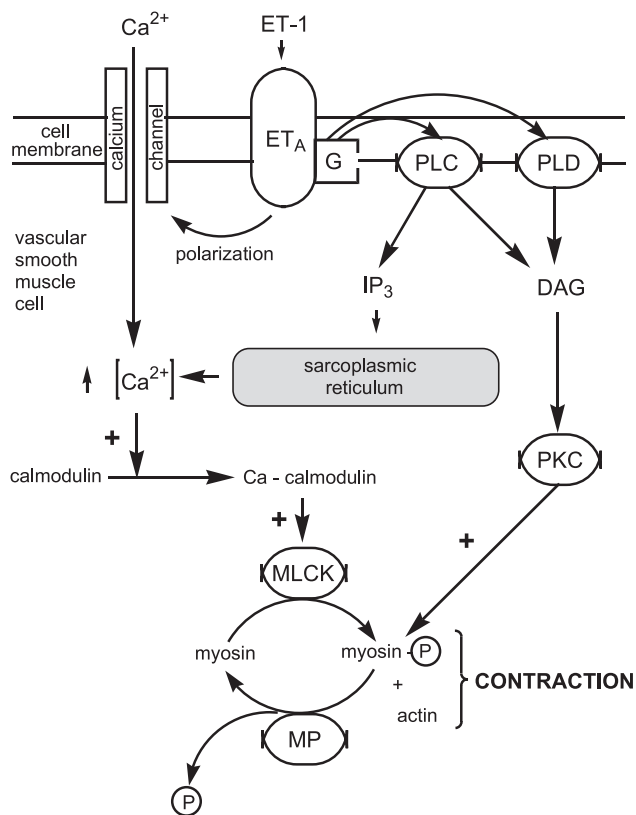 Ca2+
ET-1
cell
membrane
calcium
channel
ETA
G
PLC
PLD
polarization
vascular
smooth
muscle
cell
IP3
DAG
sarcoplasmic
reticulum
[Ca2+]
+
calmodulin
Ca - calmodulin
PKC
+
+
MLCK
myosin
myosin - P
+
actin
CONTRACTION
MP
P